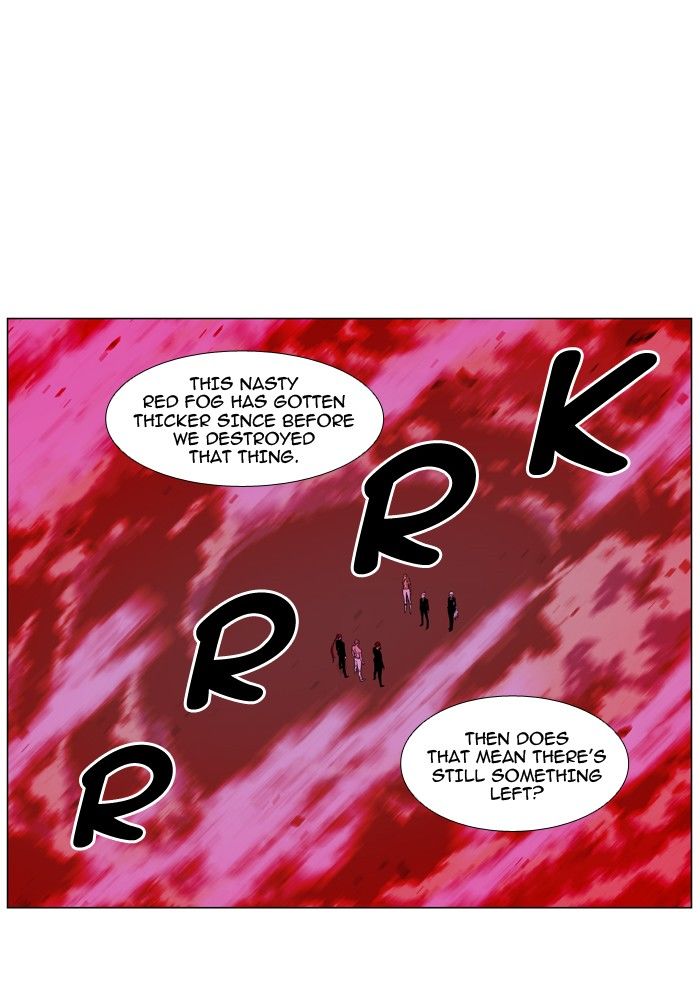 THIS NASTY
RED FOG HAS GOTTEN
THICKER SINCE BEFORE
WE DESTROYED
THAT THING.
RRRK
THEN DOES
THAT MEAN THERE'S
STILL SOMETHING
LEFT?